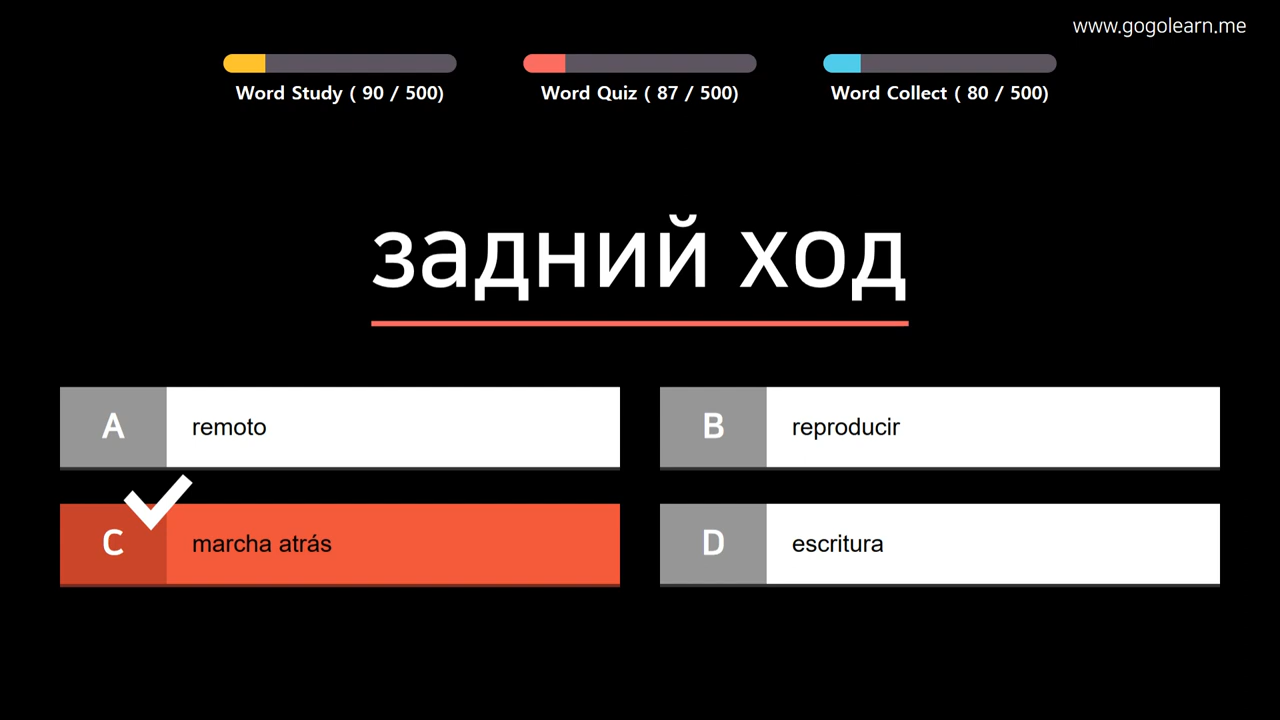 www.gogolearn.me
Word Study ( 90 / 500)
Word Quiz ( 87 / 500)
Word Collect ( 80 / 500)
задний ход
A remoto
B reproducir
C marcha atrás
D escritura